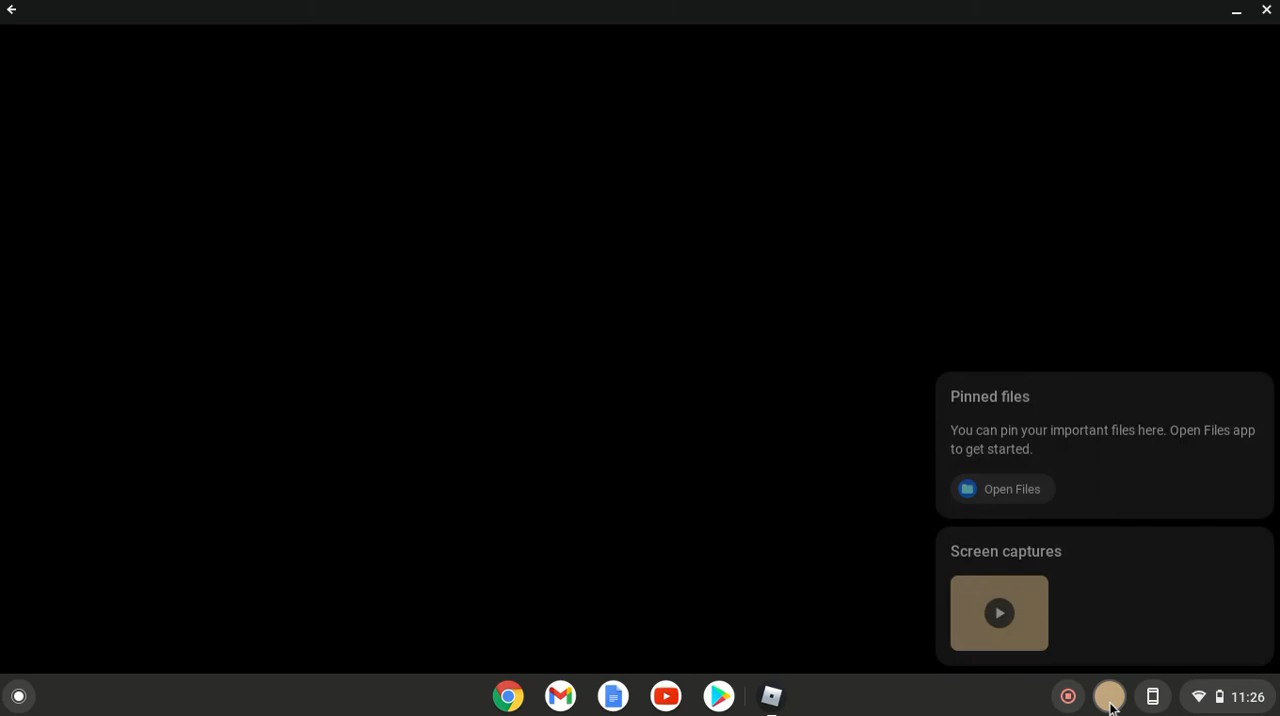 Pinned files
You can pin your important files here. Open Files app
to get started.
Open Files
Screen captures
11:26